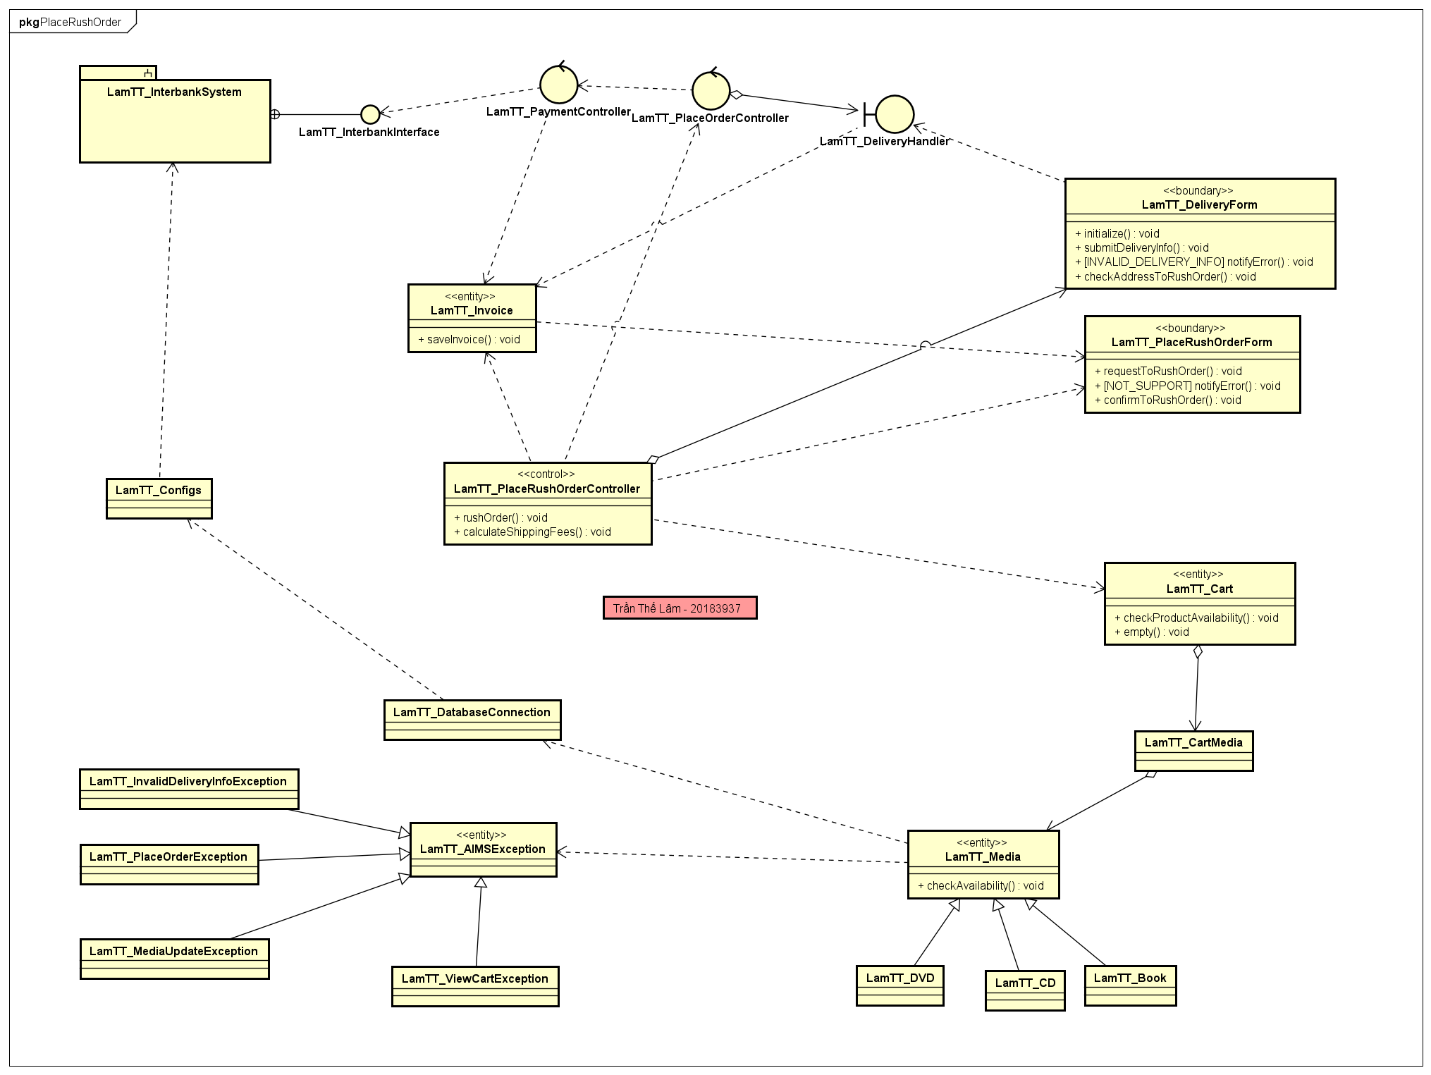 pkg PlaceRushOrder
LamTT_InterbankSystem
LamTT_InterbankInterface
LamTT_PaymentController
LamTT_PlaceOrderController
LamTT_DeliveryHandler
<<boundary>>
LamTT_DeliveryForm
+ initialize() : void
+ submitDeliveryInfo() : void
+ [INVALID_DELIVERY_INFO] notifyError() : void
+ checkAddressToRushOrder() : void
<<entity>>
LamTT_Invoice
+ saveInvoice() : void
<<boundary>>
LamTT_PlaceRushOrderForm
+ requestToRushOrder() : void
+ [NOT_SUPPORT] notifyError() : void
+ confirmToRushOrder() : void
<<control>>
LamTT_PlaceRushOrderController
+ rushOrder() : void
+ calculateShippingFees() : void
LamTT_Configs
<<entity>>
LamTT_Cart
+ checkProductAvailability() : void
+ empty() : void
Trần Thế Lâm - 20183937
LamTT_DatabaseConnection
LamTT_CartMedia
LamTT_InvalidDeliveryInfoException
<<entity>>
LamTT_AIMSException
LamTT_PlaceOrderException
<<entity>>
LamTT_Media
+ checkAvailability() : void
LamTT_MediaUpdateException
LamTT_ViewCartException
LamTT_DVD
LamTT_CD
LamTT_Book